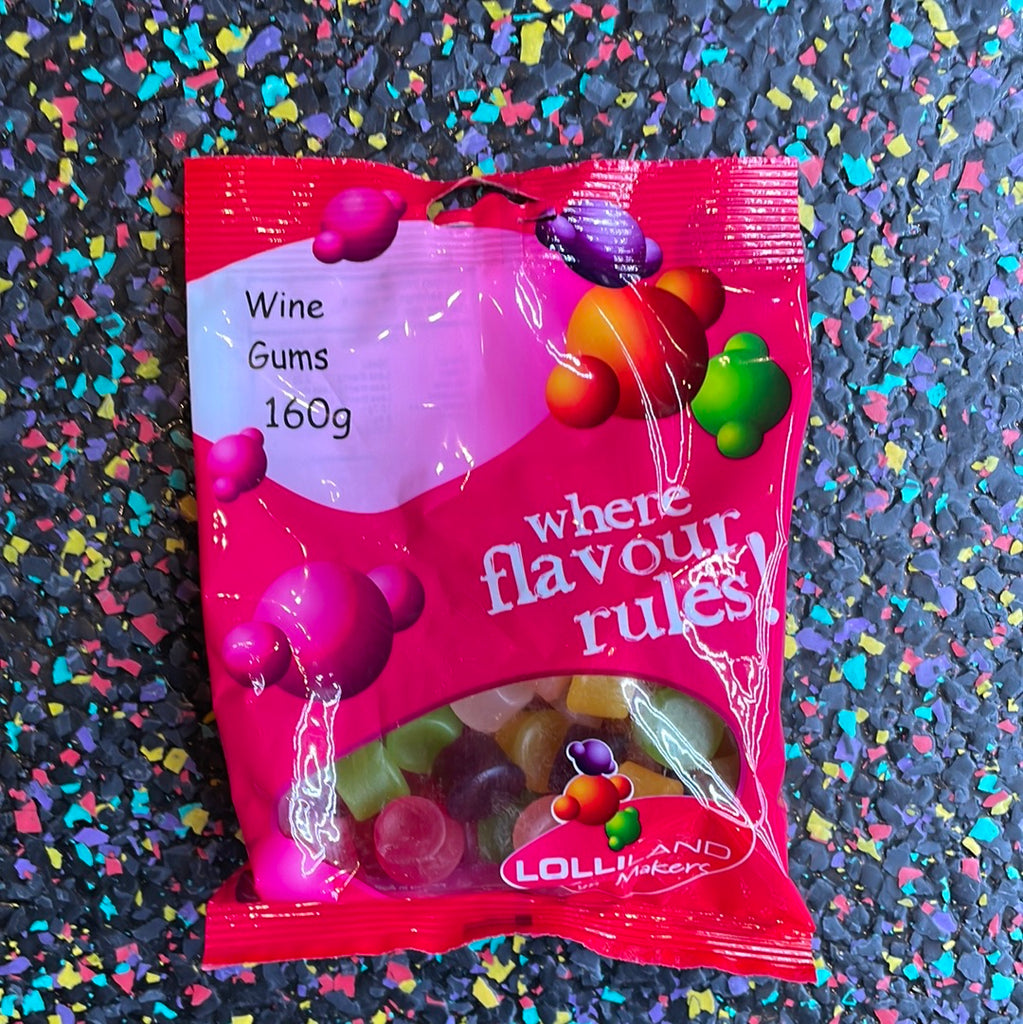 Wine
Gums
160g
where
flavour
rules!
LOLLILAND
Makers